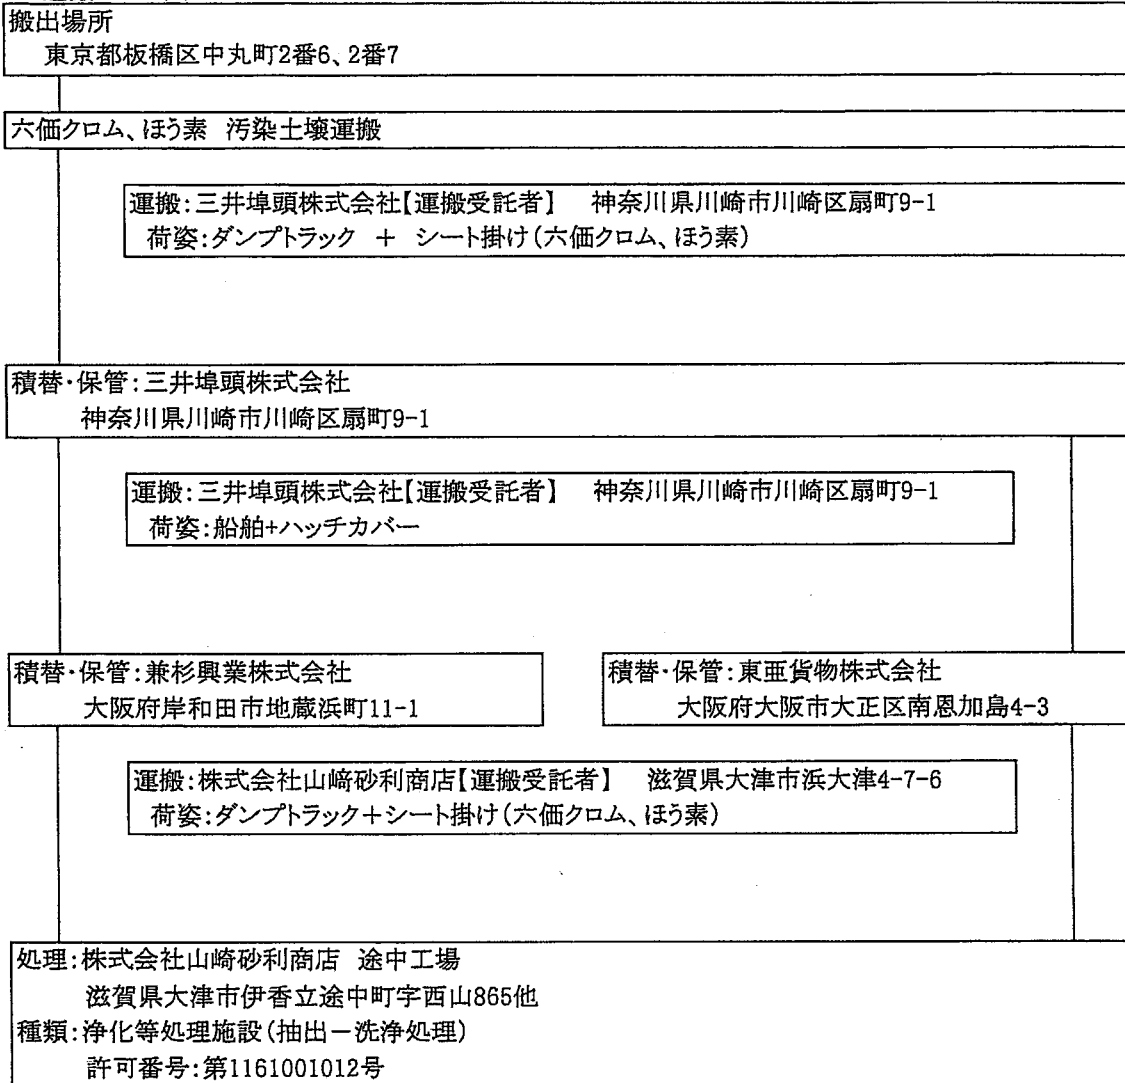 搬出場所
東京都板橋区中丸町2番6、2番7
六価クロム、ほう素 汚染土壌運搬
運搬:三井埠頭株式会社【運搬受託者】 神奈川県川崎市川崎区扇町9-1
荷姿:ダンプトラック + シート掛け(六価クロム、ほう素)
積替・保管:三井埠頭株式会社
神奈川県川崎市川崎区扇町9-1
運搬:三井埠頭株式会社【運搬受託者】 神奈川県川崎市川崎区扇町9-1
荷姿:船舶+ハッチカバー
積替・保管:兼杉興業株式会社
大阪府岸和田市地蔵浜町11-1
積替・保管:東亜貨物株式会社
大阪府大阪市大正区南恩加島4-3
運搬:株式会社山﨑砂利商店【運搬受託者】 滋賀県大津市浜大津4-7-6
荷姿:ダンプトラック+シート掛け(六価クロム、ほう素)
処理:株式会社山﨑砂利商店 途中工場
滋賀県大津市伊香立途中町字西山865他
種類:浄化等処理施設(抽出-洗浄処理)
許可番号:第1161001012号